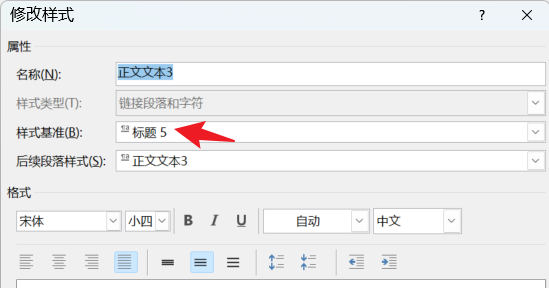 修改样式
?
属性
名称(N): 正文文本3
样式类型(T): 链接段落和字符
样式基准(B): 标题 5
后续段落样式(S): 正文文本3
格式
宋体 小四 B I U 自动 中文